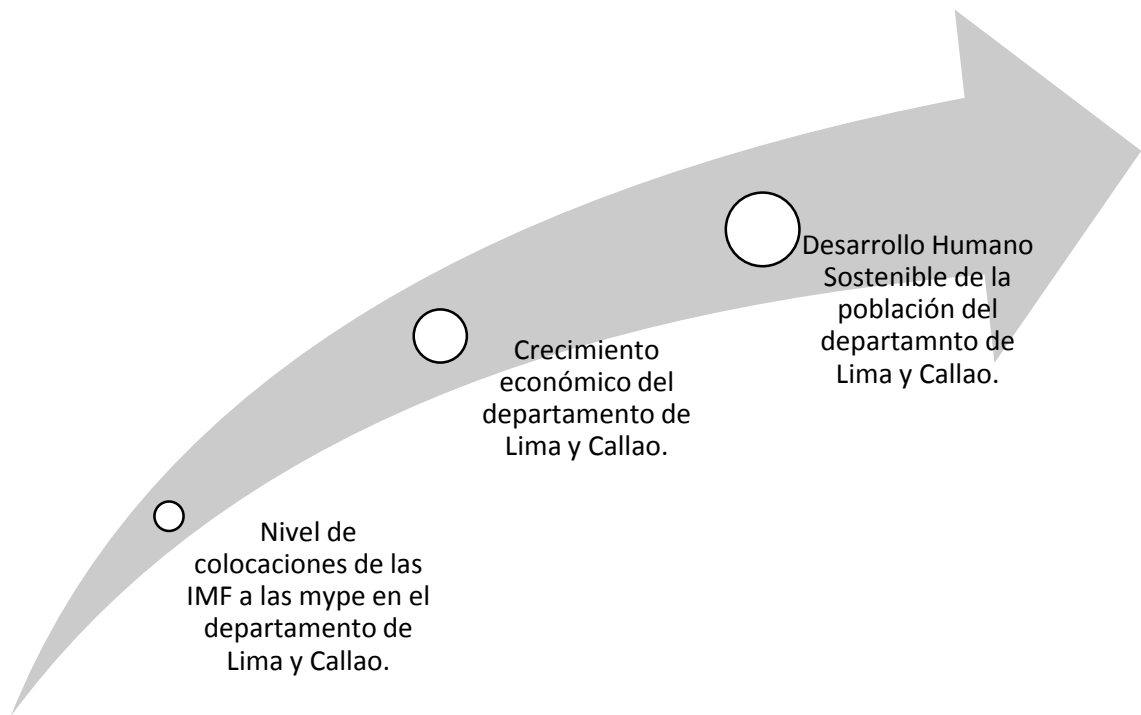 Desarrollo Humano
Sostenible de la
población del
departamnto de
Lima y Callao.
Crecimiento
económico del
departamento de
Lima y Callao.
Nivel de
colocaciones de las
IMF a las mype en el
departamento de
Lima y Callao.